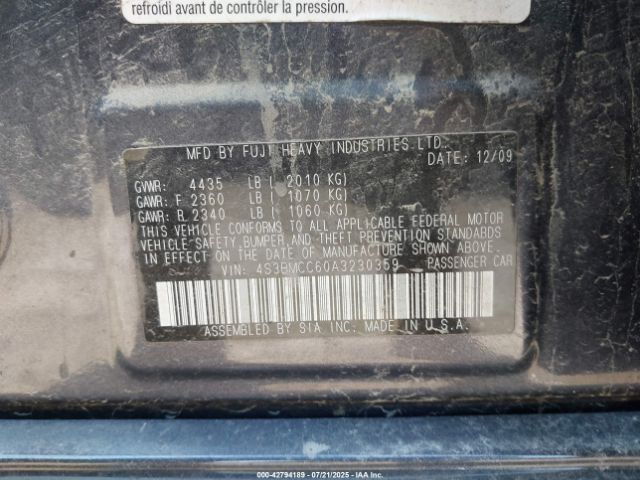 refroidi avant de contrôler la pression.
MFD BY FUJI HEAVY INDUSTRIES LTD.
DATE: 12/09
GVWR: 4435 LB ( 2010 KG)
GAWR: F. 2360 LB ( 1070 KG)
GAWR: R. 2340 LB ( 1060 KG)
THIS VEHICLE CONFORMS TO ALL APPLICABLE FEDERAL MOTOR
VEHICLE SAFETY, BUMPER AND THEFT PREVENTION STANDARDS
IN EFFECT ON THE DATE OF MANUFACTURE SHOWN ABOVE.
VIN: 4S3BMCC60A3230359 PASSENGER CAR
ASSEMBLED BY SIA INC. MADE IN U.S.A.
000-42794189 - 07/21/2025 - IAA Inc.